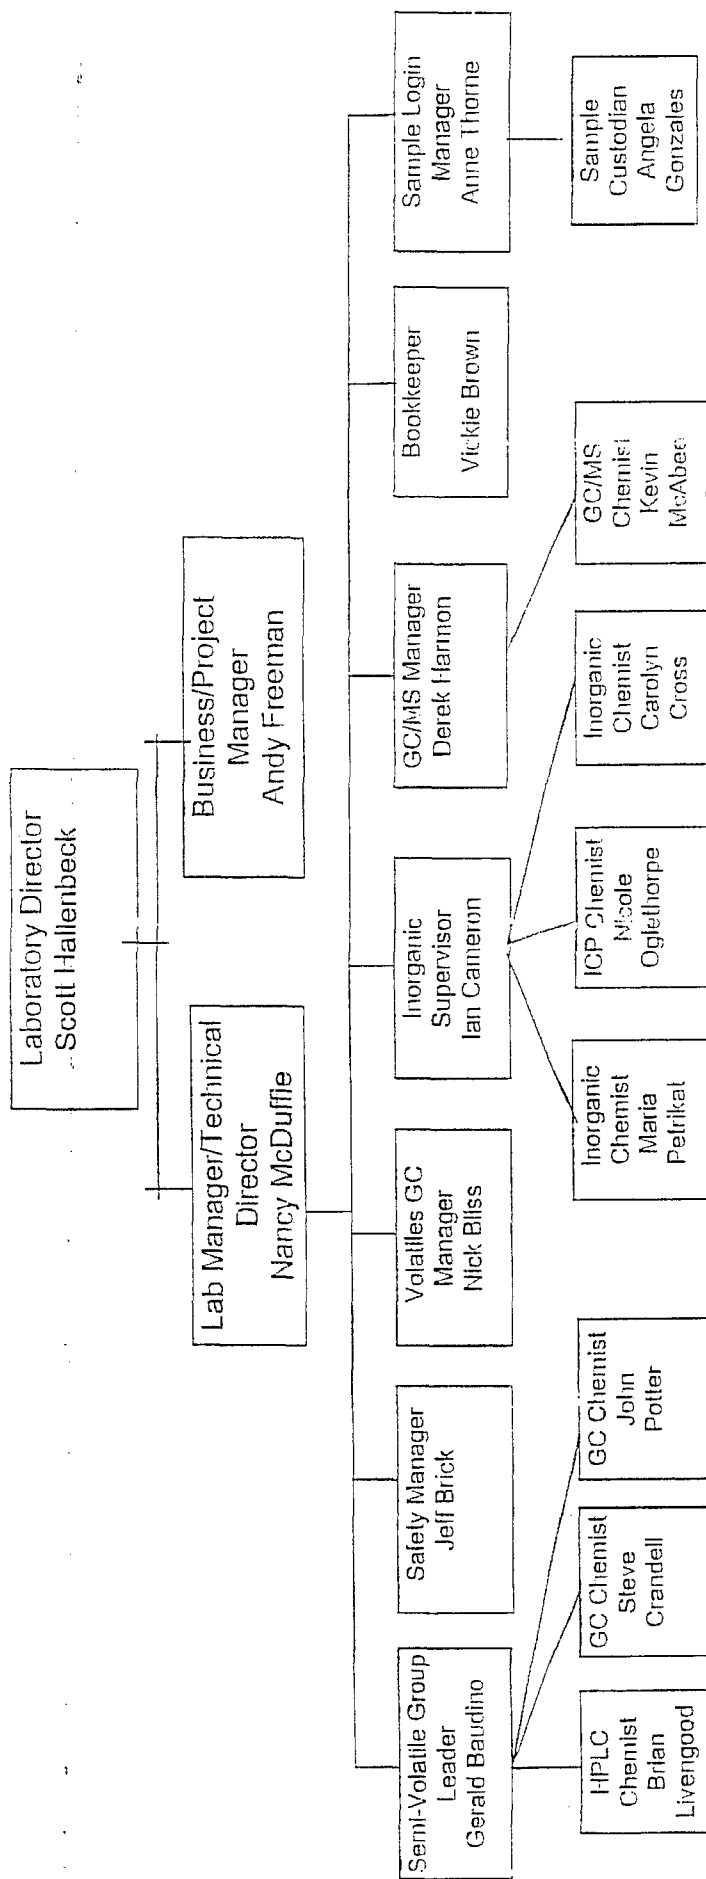 Laboratory Director
Scott Hallenbeck
Lab Manager/Technical
Director
Nancy McDuffie
Business/Project
Manager
Andy Freeman
Semi-Volatile Group
Leader
Gerald Baudino
Safety Manager
Jeff Brick
Volatiles GC
Manager
Nick Bliss
Inorganic
Supervisor
Ian Cameron
GC/MS Manager
Derek Harmon
Bookkeeper
Vickie Brown
Sample Login
Manager
Anne Thorne
HPLC
Chemist
Brian
Livengood
GC Chemist
Steve
Crandell
GC Chemist
John
Potter
Inorganic
Chemist
Maria
Petrikat
ICP Chemist
Nicole
Oglethorpe
Inorganic
Chemist
Carolyn
Cross
GC/MS
Chemist
Kevin
McAbee
Sample
Custodian
Angela
Gonzales